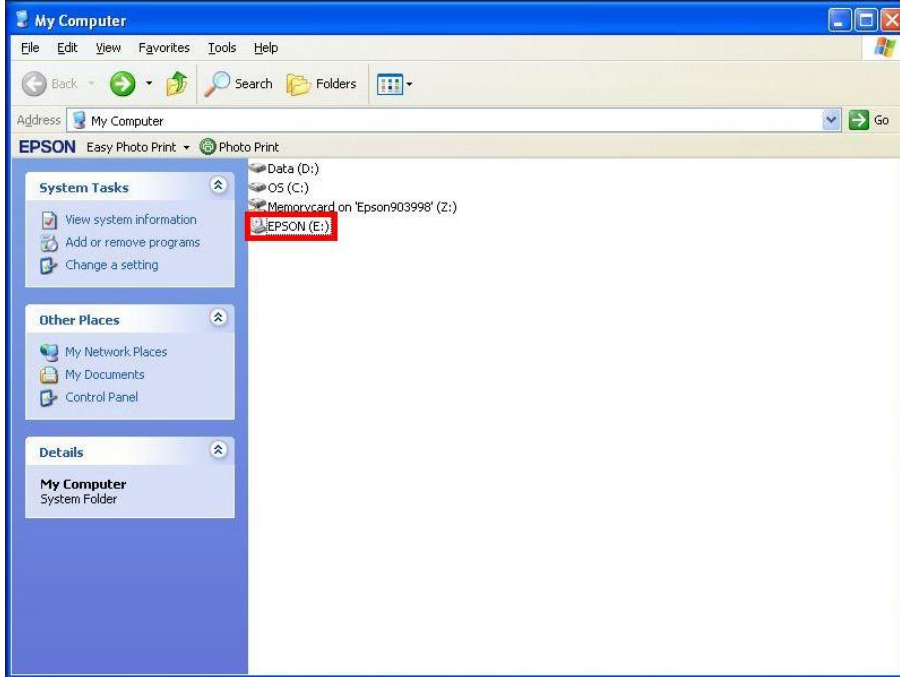 My Computer
File Edit View Favorites Tools Help
Back Search Folders
Address My Computer Go
EPSON Easy Photo Print Photo Print
System Tasks
View system information
Add or remove programs
Change a setting
Other Places
My Network Places
My Documents
Control Panel
Details
My Computer
System Folder
Data (D:)
OS (C:)
Memorycard on 'Epson903998' (Z:)
EPSON (E:)